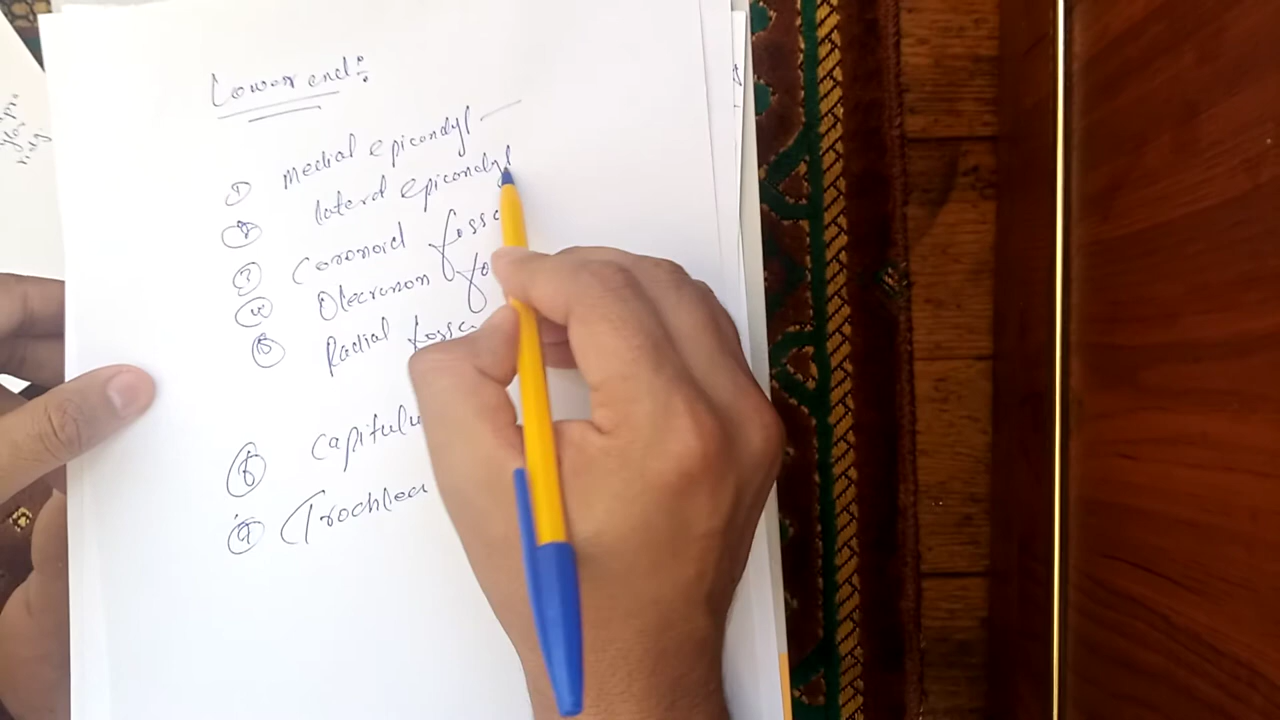 Lower end:
① medial epicondyl —
② lateral epicondyl
③ Coronoid fossa
④ Olecranon fo
⑤ Radial fossa
⑥ Capitulu
⑦ Trochlea